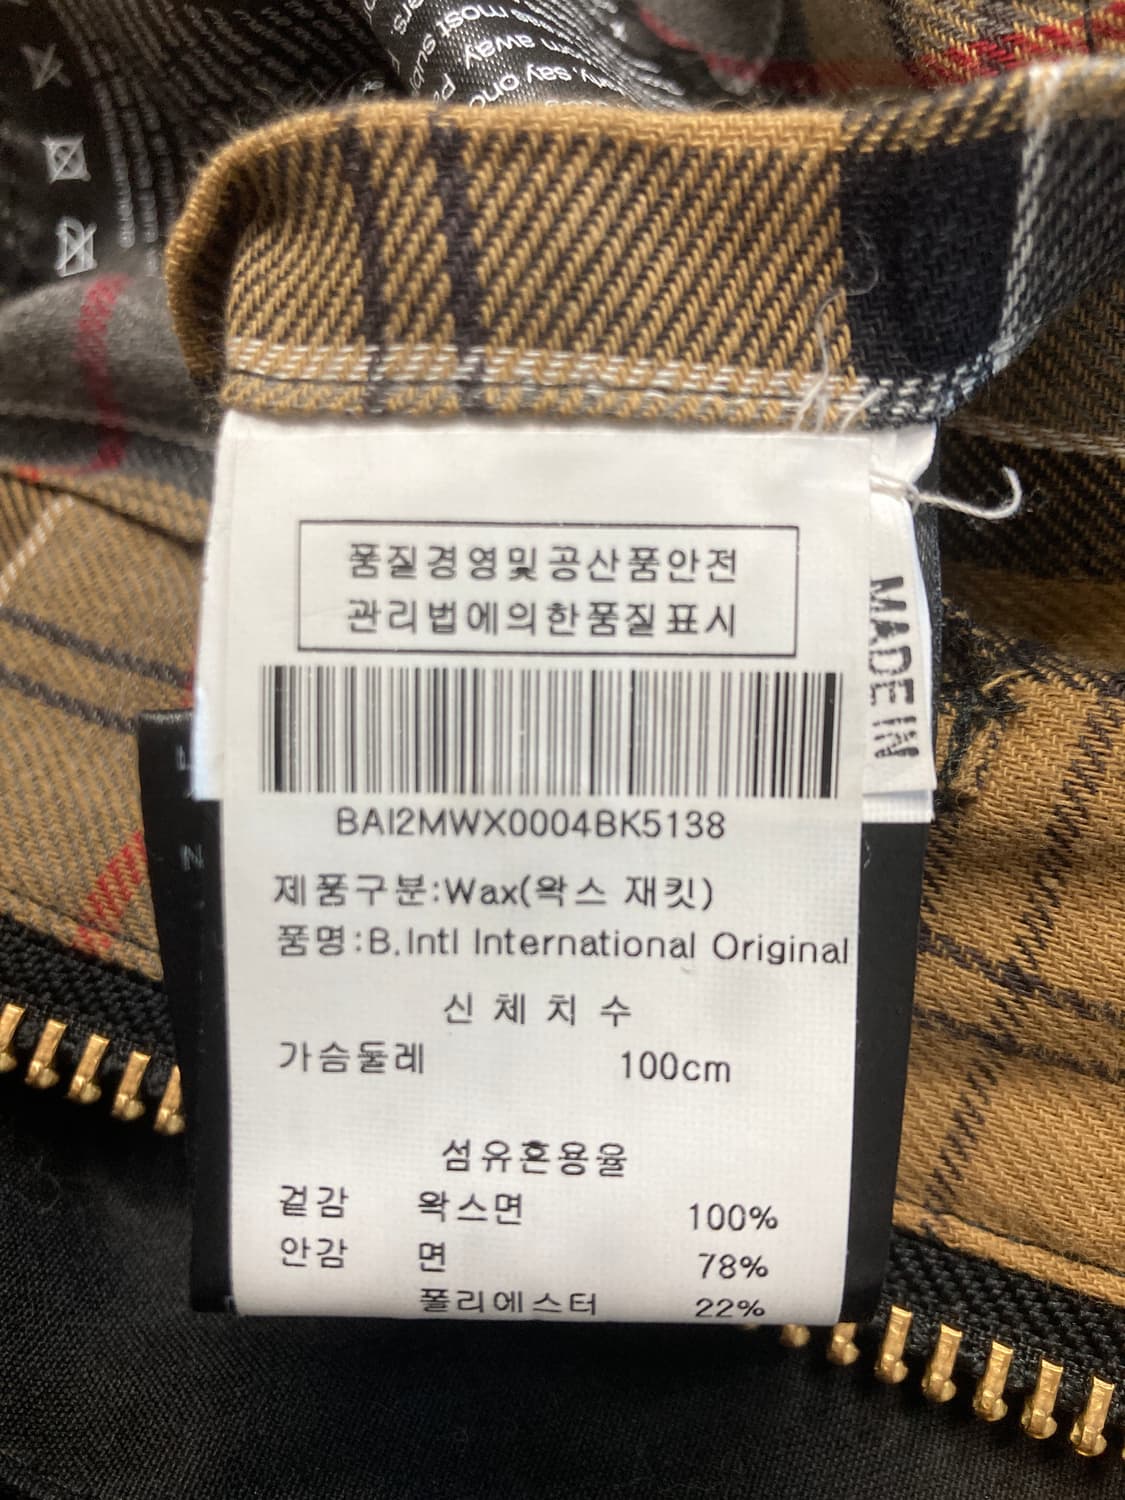 most
away
say
품질경영및공산품안전
관리법에의한품질표시
MADE IN
BAI2MWX0004BK5138
제품구분:Wax(왁스 재킷)
품명:B.Intl International Original
신 체 치 수
가슴둘레 100cm
섬유혼용율
겉감 왁스면 100%
안감 면 78%
폴리에스터 22%